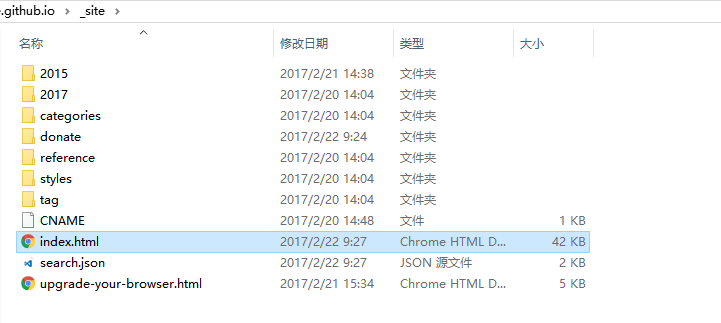 e.github.io > _site >
名称 修改日期 类型 大小
2015 2017/2/21 14:38 文件夹
2017 2017/2/20 14:04 文件夹
categories 2017/2/20 14:04 文件夹
donate 2017/2/22 9:24 文件夹
reference 2017/2/20 14:04 文件夹
styles 2017/2/20 14:04 文件夹
tag 2017/2/20 14:04 文件夹
CNAME 2017/2/20 14:48 文件 1 KB
index.html 2017/2/22 9:27 Chrome HTML D... 42 KB
search.json 2017/2/22 9:27 JSON 源文件 2 KB
upgrade-your-browser.html 2017/2/21 15:34 Chrome HTML D... 5 KB